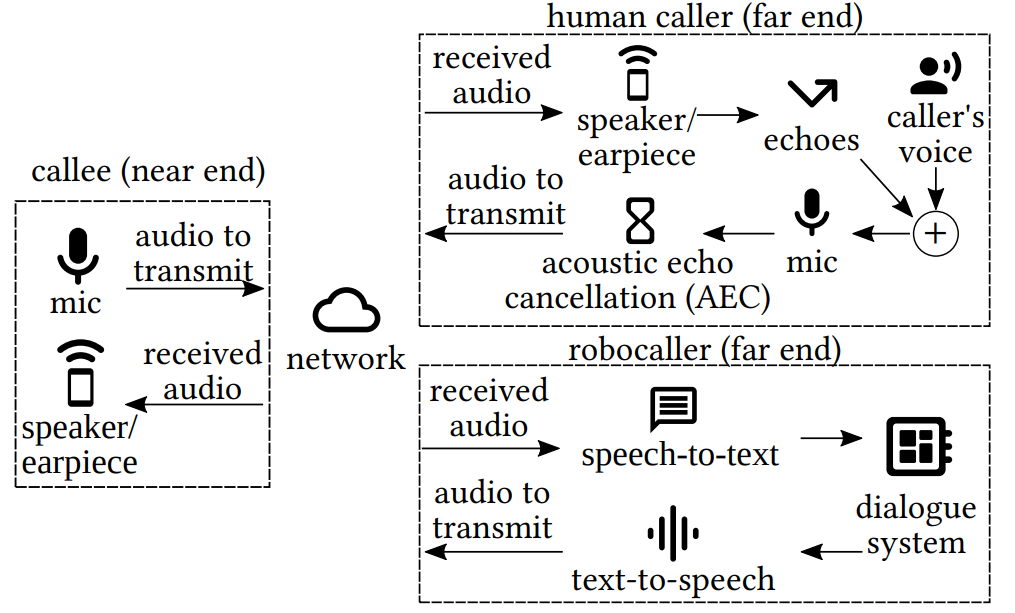 callee (near end)
mic
audio to
transmit
received
audio
speaker/
earpiece
network
human caller (far end)
received
audio
speaker/
earpiece
echoes
caller's
voice
+
mic
acoustic echo
cancellation (AEC)
audio to
transmit
robocaller (far end)
received
audio
speech-to-text
dialogue
system
text-to-speech
audio to
transmit